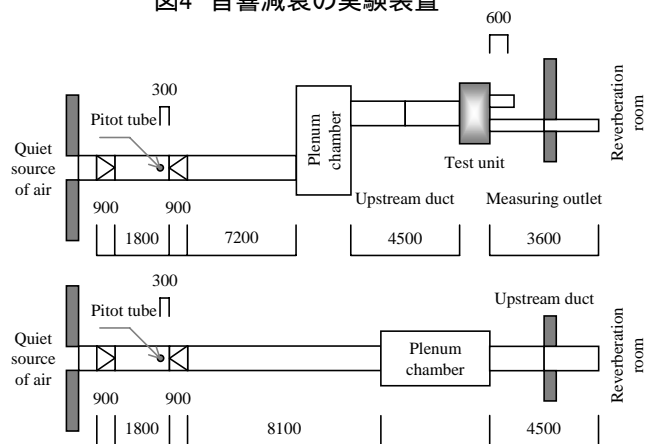 図4 音響減衰の実験装置
600
300
Pitot tube
Plenum
chamber
Reverberation
room
Quiet
source
of air
Test unit
900
900
Upstream duct
Measuring outlet
1800
7200
4500
3600
300
Upstream duct
Pitot tube
Quiet
source
of air
Plenum
chamber
Reverberation
room
900
900
1800
8100
4500